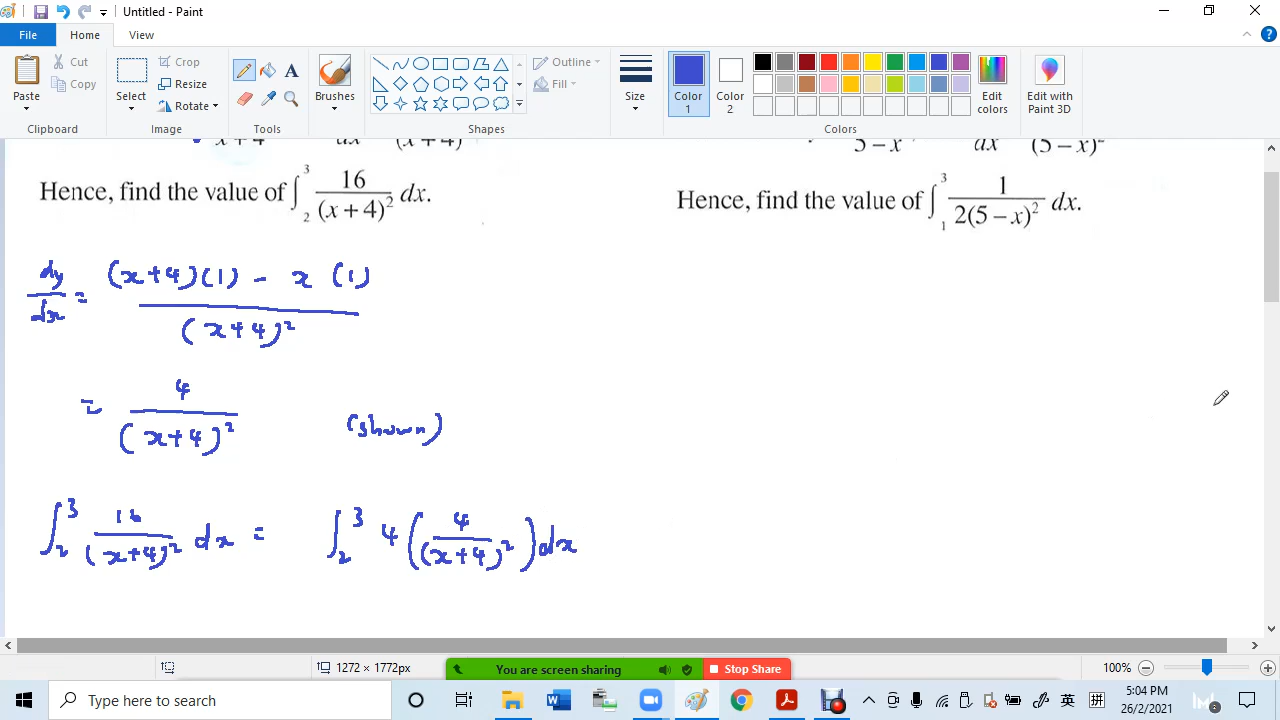 Untitled - Paint
File Home View
Paste
Cut
Copy
Clipboard
Select
Crop
Resize
Rotate
Image
A
Tools
Brushes
Outline
Fill
Shapes
Size
Color 1
Color 2
Edit colors
Edit with Paint 3D
Colors
Hence, find the value of ∫₂³ 16/(x+4)² dx.
Hence, find the value of ∫₁³ 1/2(5−x)² dx.
dy/dx = (x+4)(1) − x(1) / (x+4)²
= 4/(x+4)² (shown)
∫₂³ 16/(x+4)² dx = ∫₂³ 4(4/(x+4)²)dx
1272 × 1772px
You are screen sharing
Stop Share
100%
Type here to search
英
拼
5:04 PM
26/2/2021